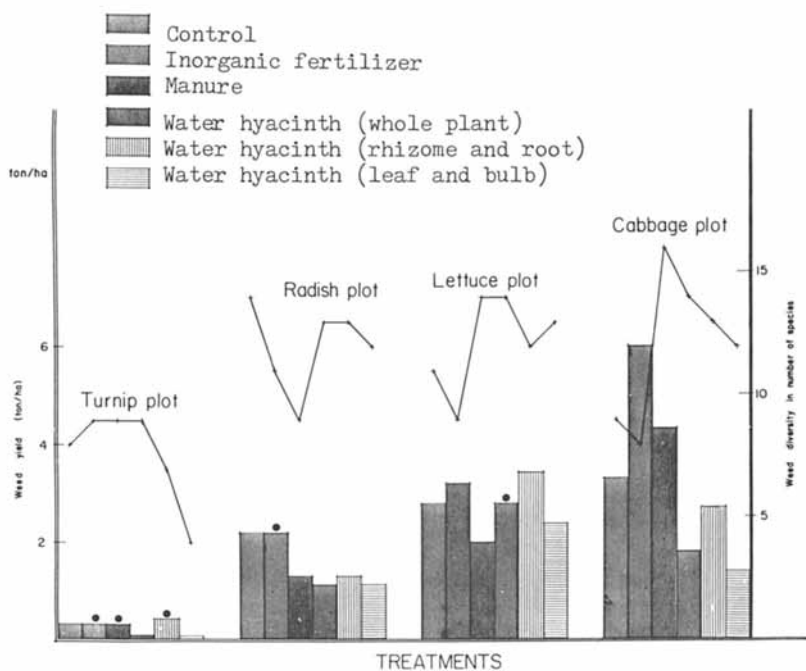 Control
Inorganic fertilizer
Manure
Water hyacinth (whole plant)
Water hyacinth (rhizome and root)
Water hyacinth (leaf and bulb)
ton/ha
Cabbage plot
Lettuce plot
Radish plot
Turnip plot
15
10
5
6
4
2
Weed yield (ton/ha)
Weed diversity in number of species
TREATMENTS